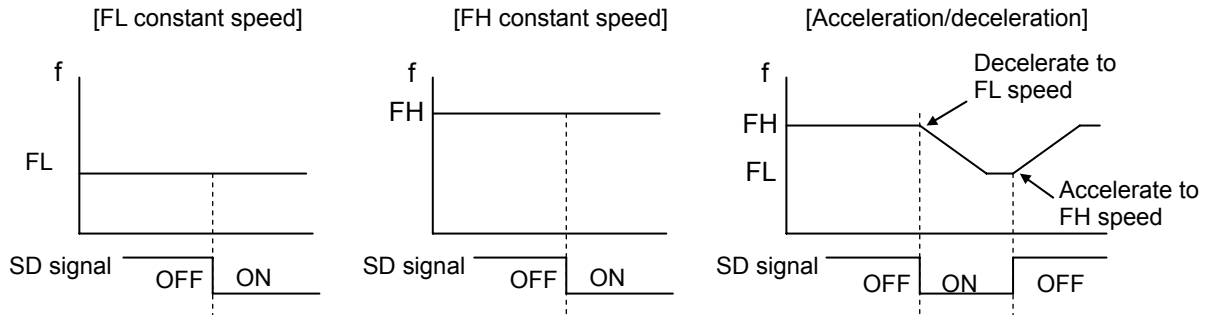 [FL constant speed]
f
FL
SD signal
OFF
ON
[FH constant speed]
f
FH
SD signal
OFF
ON
[Acceleration/deceleration]
f
Decelerate to
FL speed
FH
FL
Accelerate to
FH speed
SD signal
OFF
ON
OFF